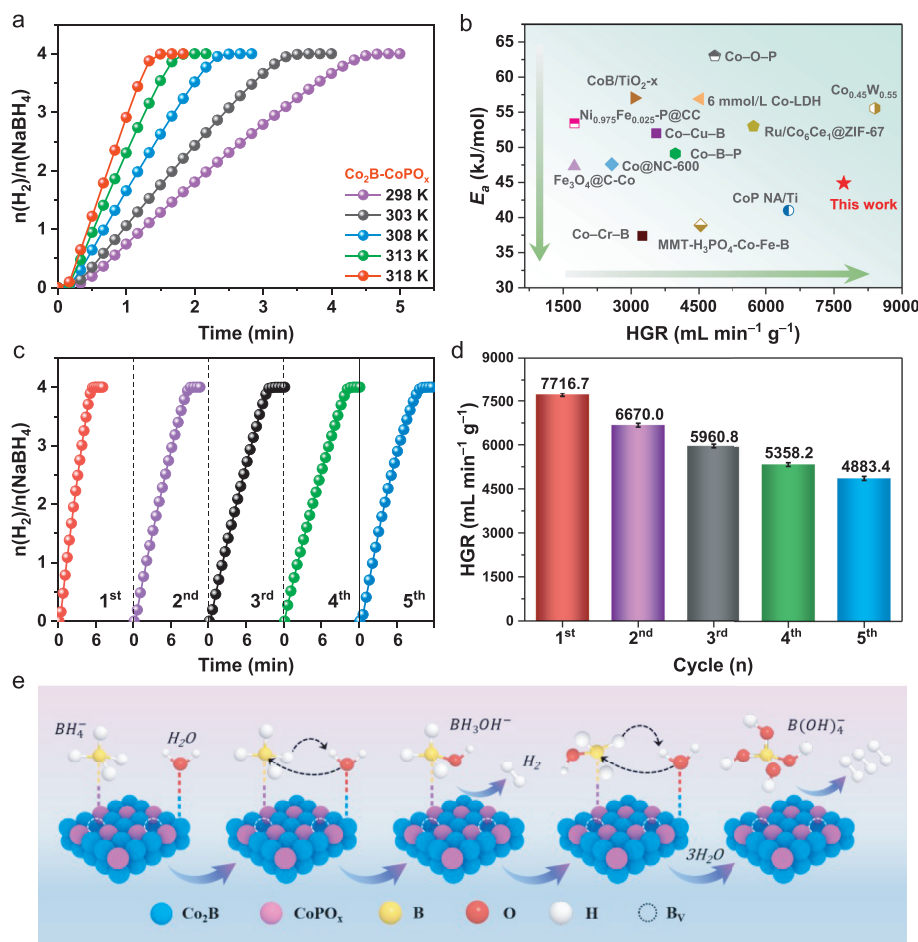 a
n(H₂)/n(NaBH₄)
4
3
2
1
0
Co₂B-CoPOₓ
298 K
303 K
308 K
313 K
318 K
0 1 2 3 4 5
Time (min)
b
Eₐ (kJ/mol)
65
60
55
50
45
40
35
30
Co–O–P
CoB/TiO₂-x
6 mmol/L Co-LDH
Co₀.₄₅W₀.₅₅
Ni₀.₉₇₅Fe₀.₀₂₅-P@CC
Co–Cu–B
Ru/Co₆Ce₁@ZIF-67
Co–B–P
Co@NC-600
Fe₃O₄@C-Co
CoP NA/Ti
This work
Co–Cr–B
MMT-H₃PO₄-Co-Fe-B
1500 3000 4500 6000 7500 9000
HGR (mL min⁻¹ g⁻¹)
c
n(H₂)/n(NaBH₄)
4
3
2
1
0
1ˢᵗ 2ⁿᵈ 3ʳᵈ 4ᵗʰ 5ᵗʰ
0 6 0 6 0 6 0 6 0 6
Time (min)
d
HGR (mL min⁻¹ g⁻¹)
9000
7500
6000
4500
3000
1500
0
7716.7
6670.0
5960.8
5358.2
4883.4
1ˢᵗ 2ⁿᵈ 3ʳᵈ 4ᵗʰ 5ᵗʰ
Cycle (n)
e
BH₄⁻
H₂O
BH₃OH⁻
H₂
B(OH)₄⁻
3H₂O
Co₂B CoPOₓ B O H Bᵥ